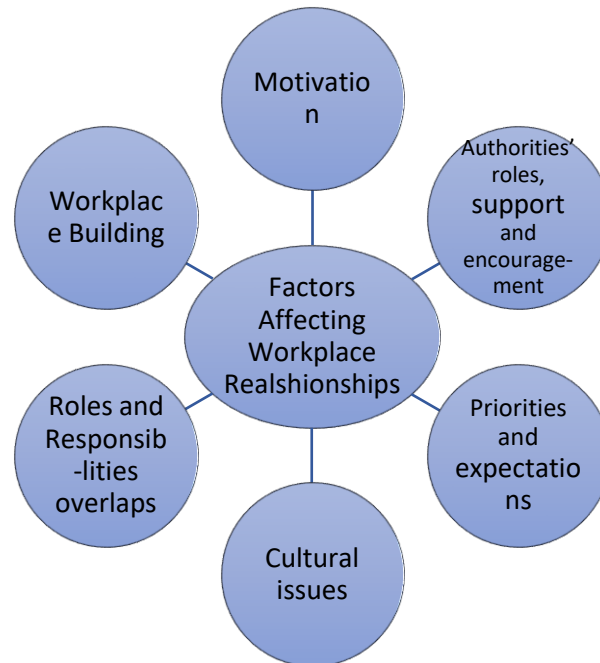 Motivatio
n
Authorities’
roles,
support
and
encourage-
ment
Workplac
e Building
Factors
Affecting
Workplace
Realshionships
Roles and
Responsib
-lities
overlaps
Priorities
and
expectatio
ns
Cultural
issues